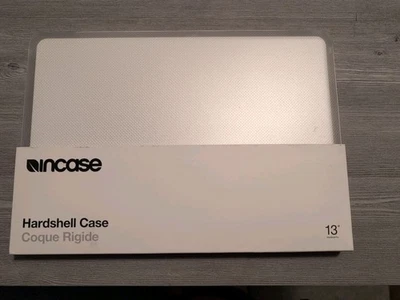 incase
Hardshell Case
Coque Rigide
13"